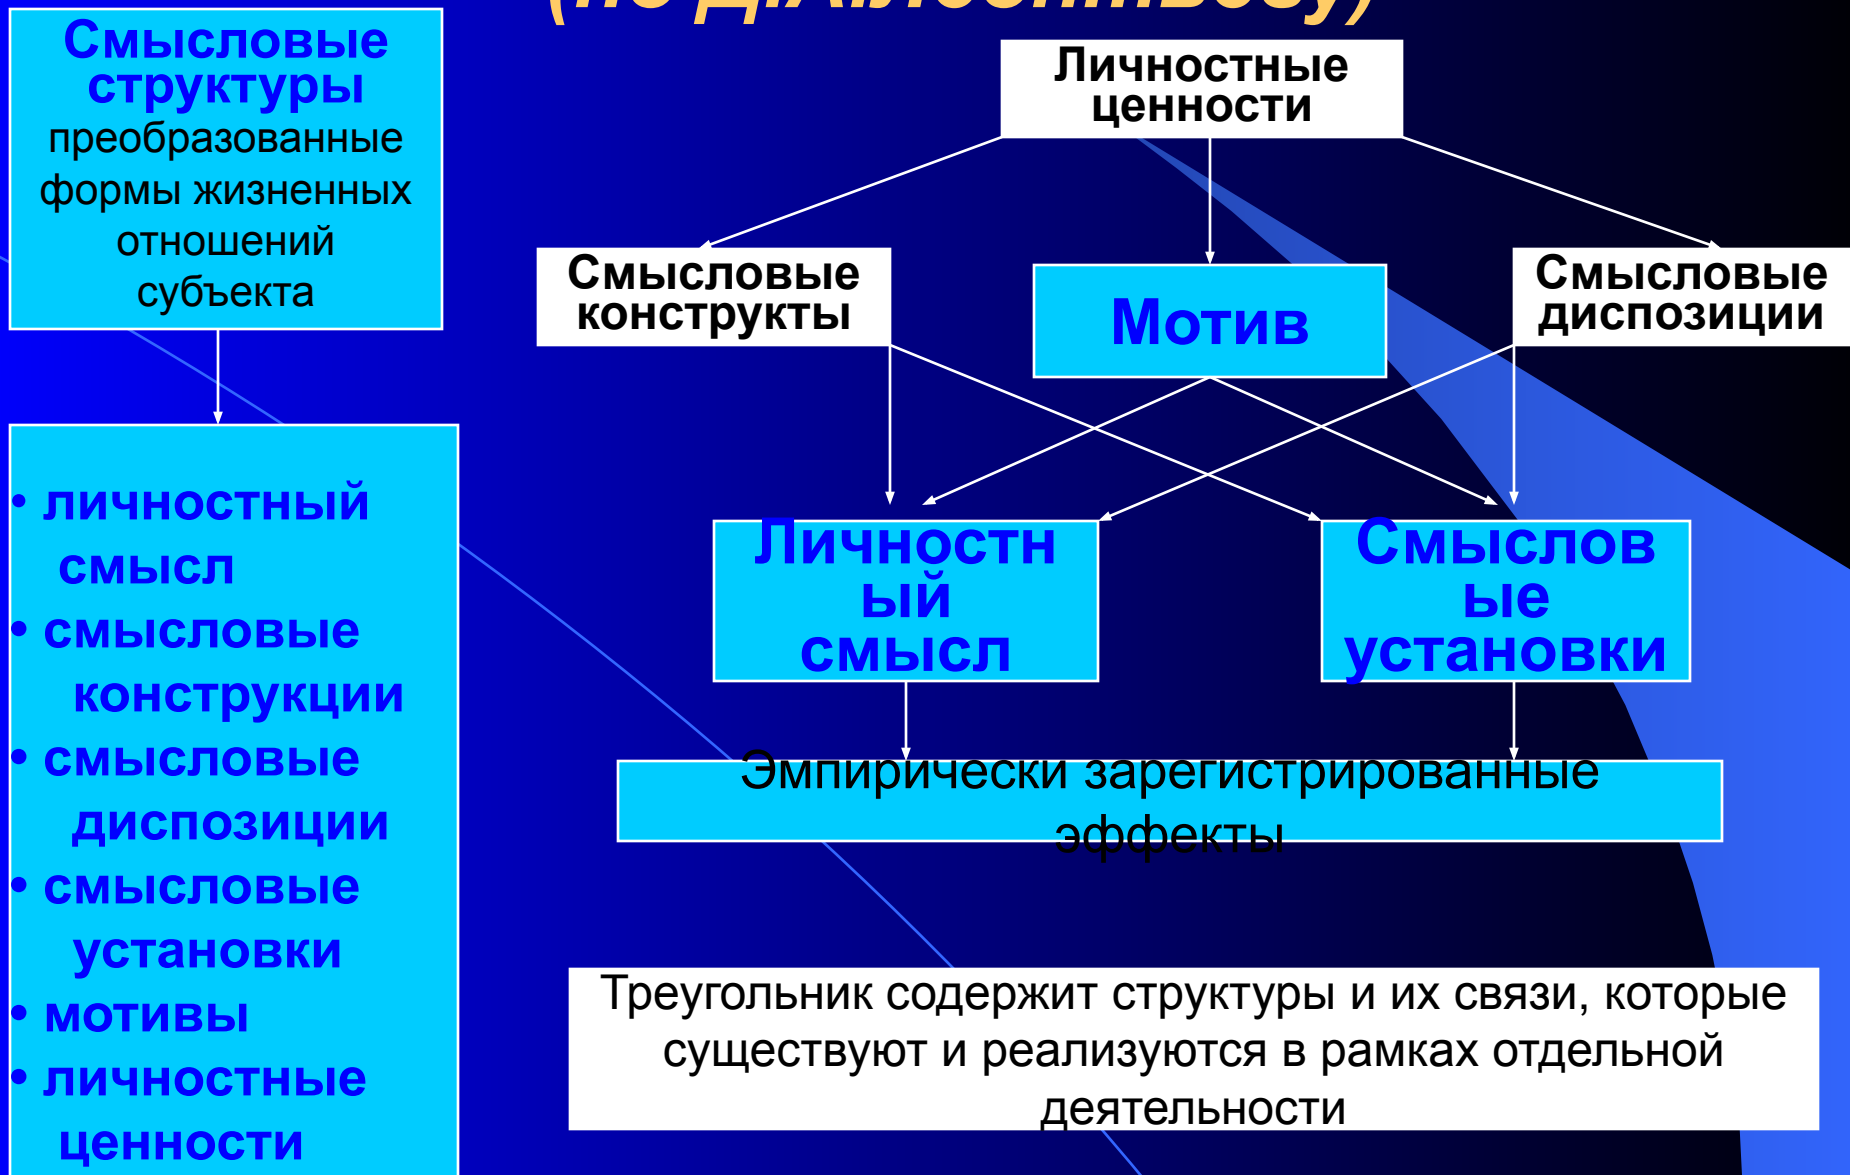 Смысловые
структуры
преобразованные
формы жизненных
отношений
субъекта
• личностный
смысл
• смысловые
конструкции
• смысловые
диспозиции
• смысловые
установки
• мотивы
• личностные
ценности
Личностные
ценности
Смысловые
конструкты
Мотив
Смысловые
диспозиции
Личностн
ый
смысл
Смыслов
ые
установки
Эмпирически зарегистрированные
эффекты
Треугольник содержит структуры и их связи, которые
существуют и реализуются в рамках отдельной
деятельности